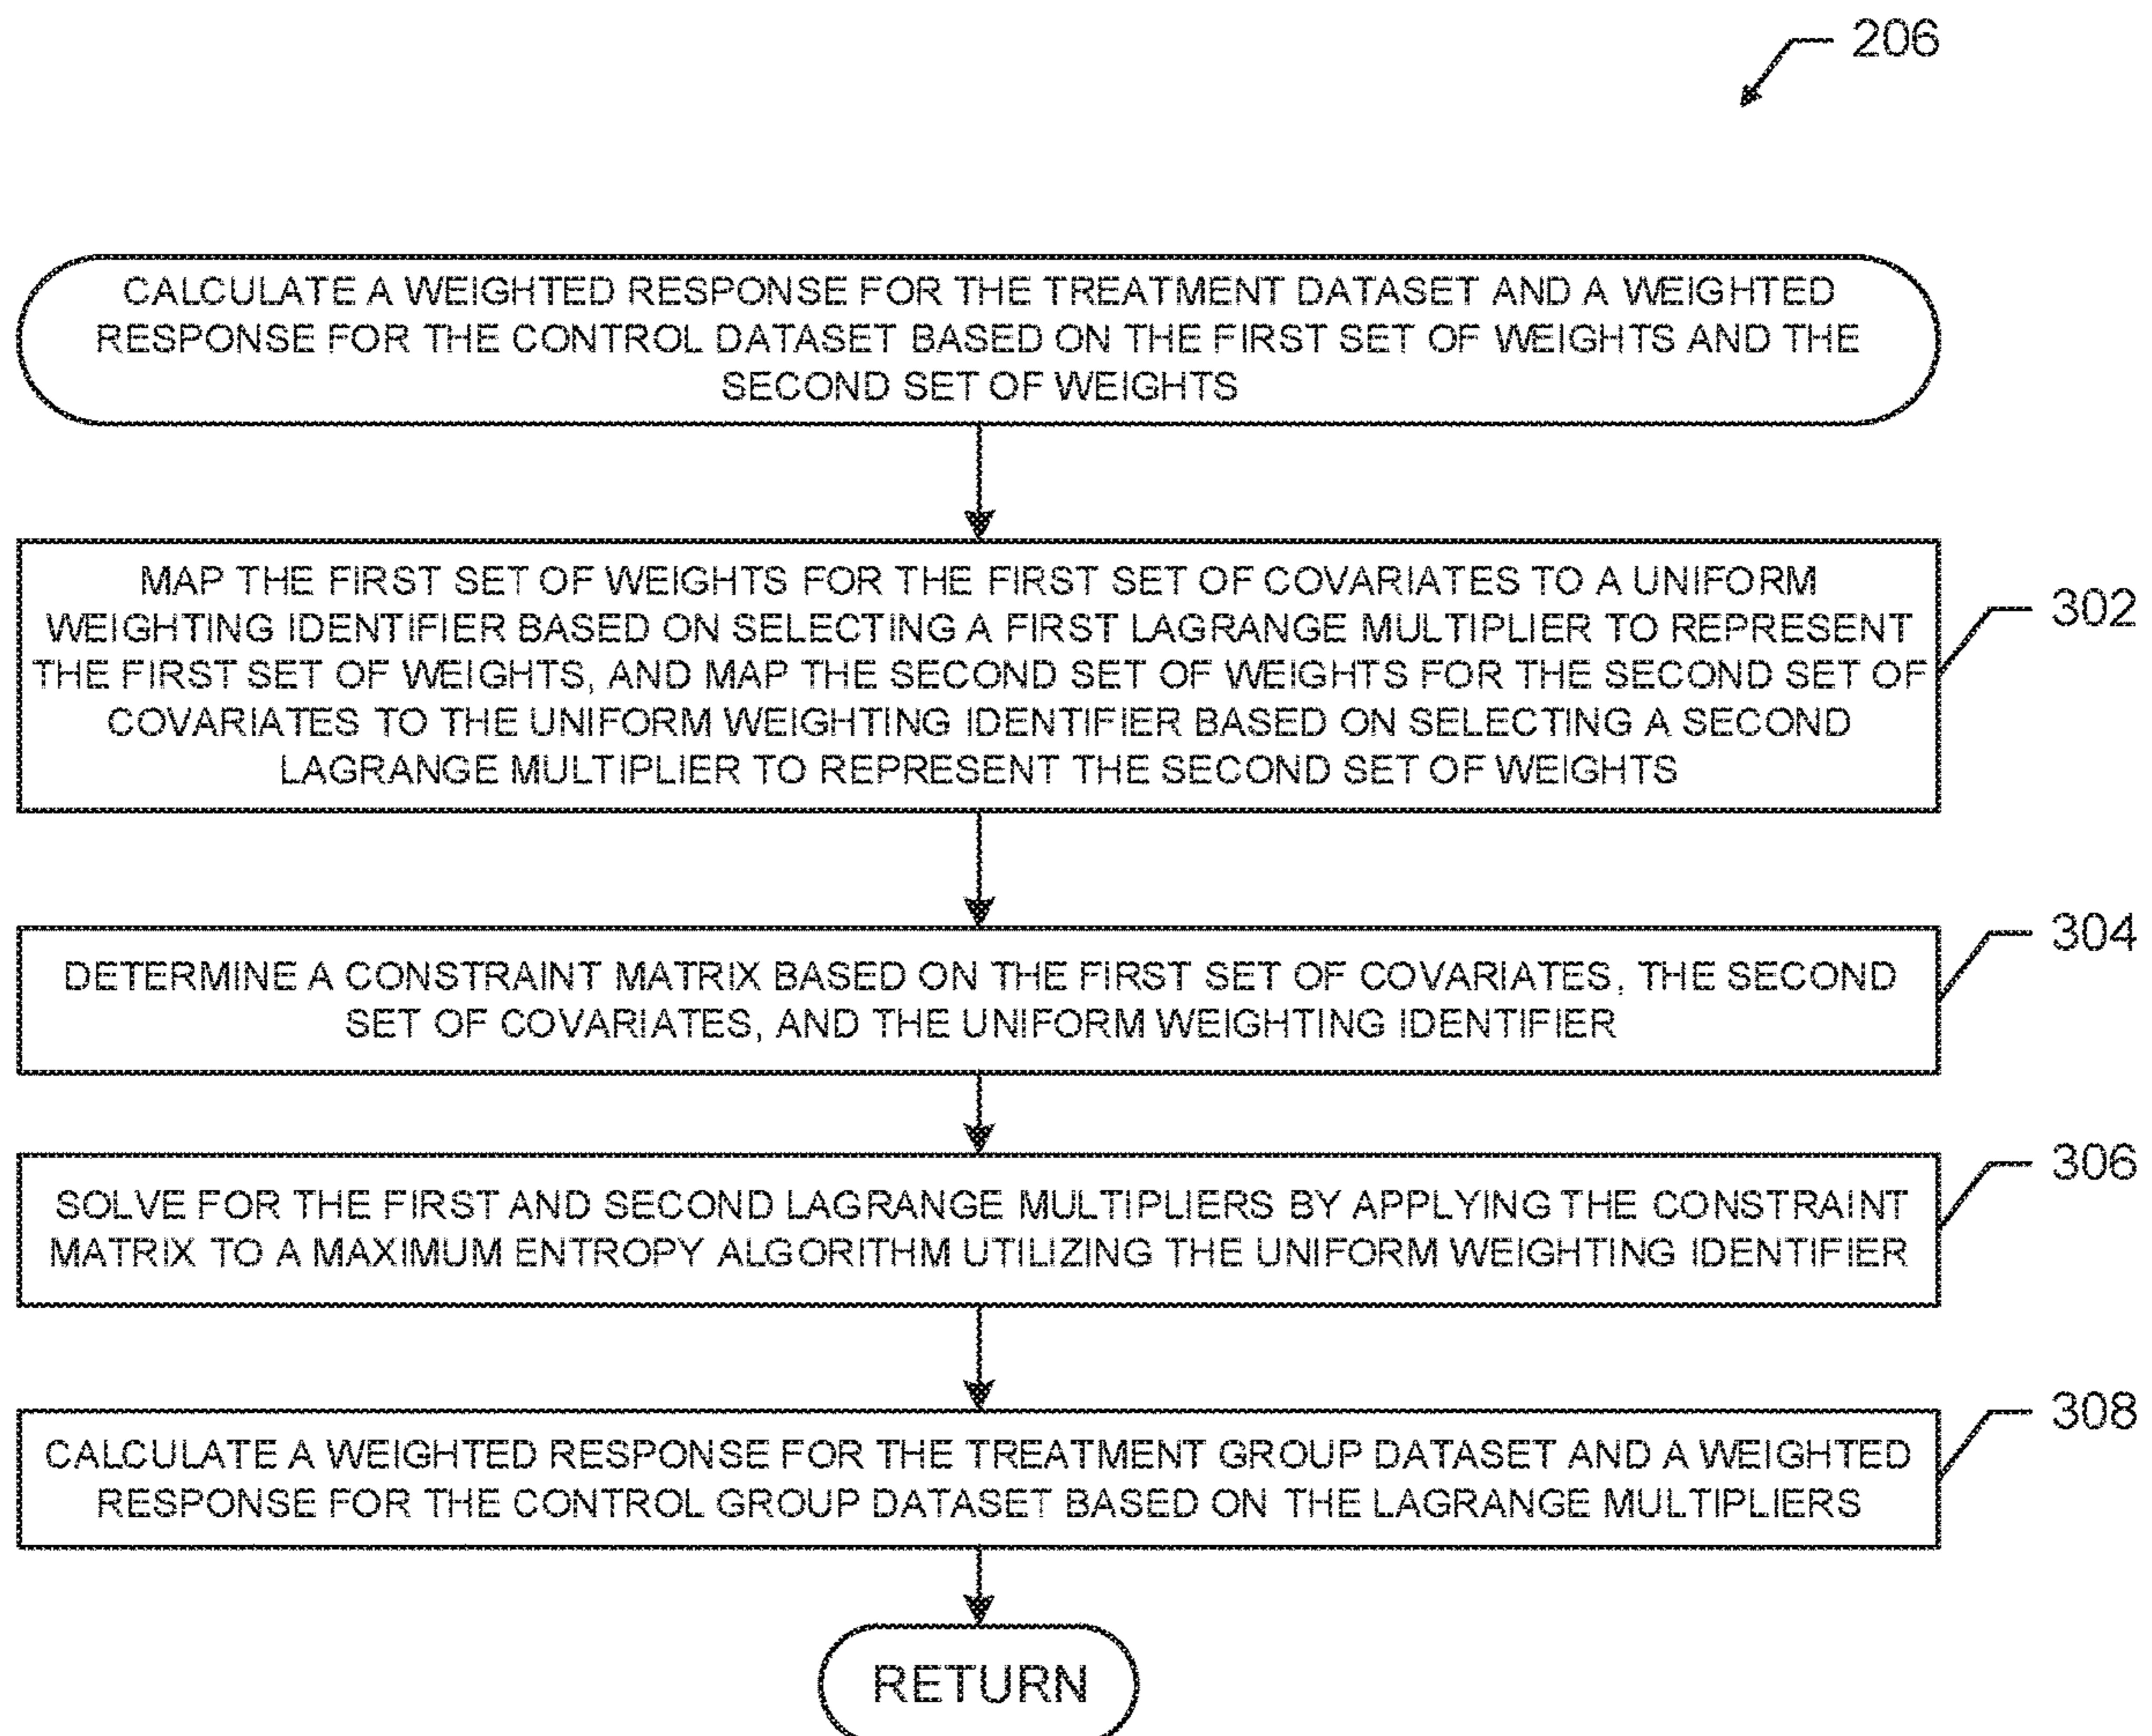 206
CALCULATE A WEIGHTED RESPONSE FOR THE TREATMENT DATASET AND A WEIGHTED
RESPONSE FOR THE CONTROL DATASET BASED ON THE FIRST SET OF WEIGHTS AND THE
SECOND SET OF WEIGHTS
MAP THE FIRST SET OF WEIGHTS FOR THE FIRST SET OF COVARIATES TO A UNIFORM
WEIGHTING IDENTIFIER BASED ON SELECTING A FIRST LAGRANGE MULTIPLIER TO REPRESENT
THE FIRST SET OF WEIGHTS, AND MAP THE SECOND SET OF WEIGHTS FOR THE SECOND SET OF
COVARIATES TO THE UNIFORM WEIGHTING IDENTIFIER BASED ON SELECTING A SECOND
LAGRANGE MULTIPLIER TO REPRESENT THE SECOND SET OF WEIGHTS
302
DETERMINE A CONSTRAINT MATRIX BASED ON THE FIRST SET OF COVARIATES, THE SECOND
SET OF COVARIATES, AND THE UNIFORM WEIGHTING IDENTIFIER
304
SOLVE FOR THE FIRST AND SECOND LAGRANGE MULTIPLIERS BY APPLYING THE CONSTRAINT
MATRIX TO A MAXIMUM ENTROPY ALGORITHM UTILIZING THE UNIFORM WEIGHTING IDENTIFIER
306
CALCULATE A WEIGHTED RESPONSE FOR THE TREATMENT GROUP DATASET AND A WEIGHTED
RESPONSE FOR THE CONTROL GROUP DATASET BASED ON THE LAGRANGE MULTIPLIERS
308
RETURN